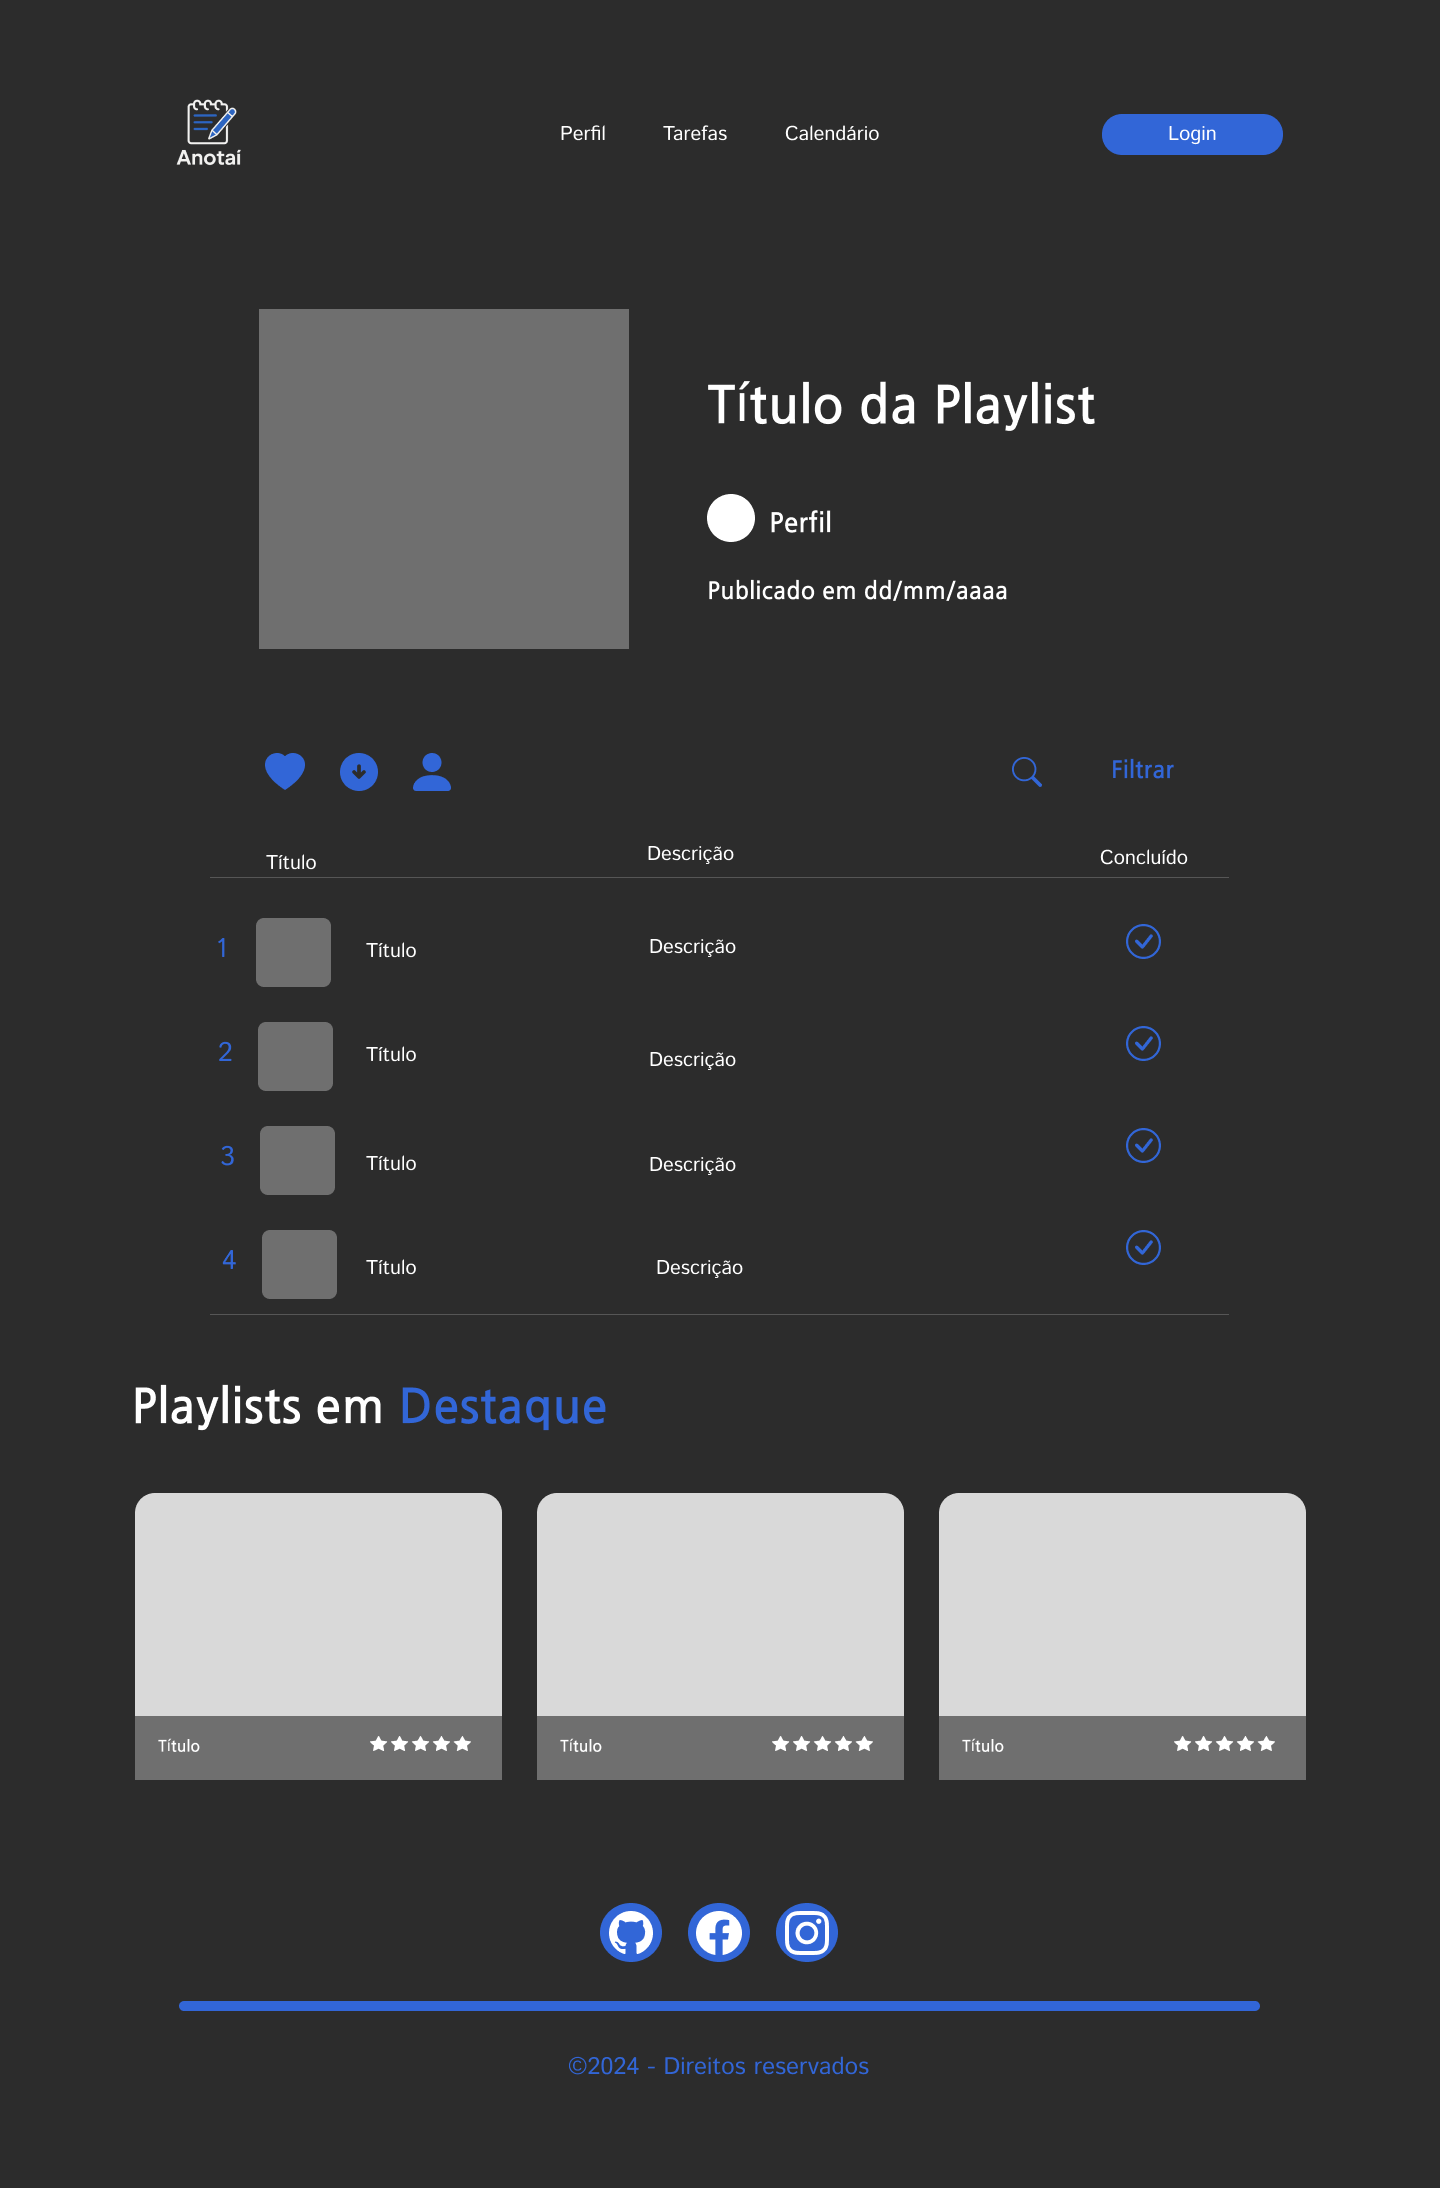 Anotaí
Perfil Tarefas Calendário Login
Título da Playlist
Perfil
Publicado em dd/mm/aaaa
Filtrar
Título Descrição Concluído
1 Título Descrição
2 Título Descrição
3 Título Descrição
4 Título Descrição
Playlists em Destaque
Título Título Título
©2024 - Direitos reservados